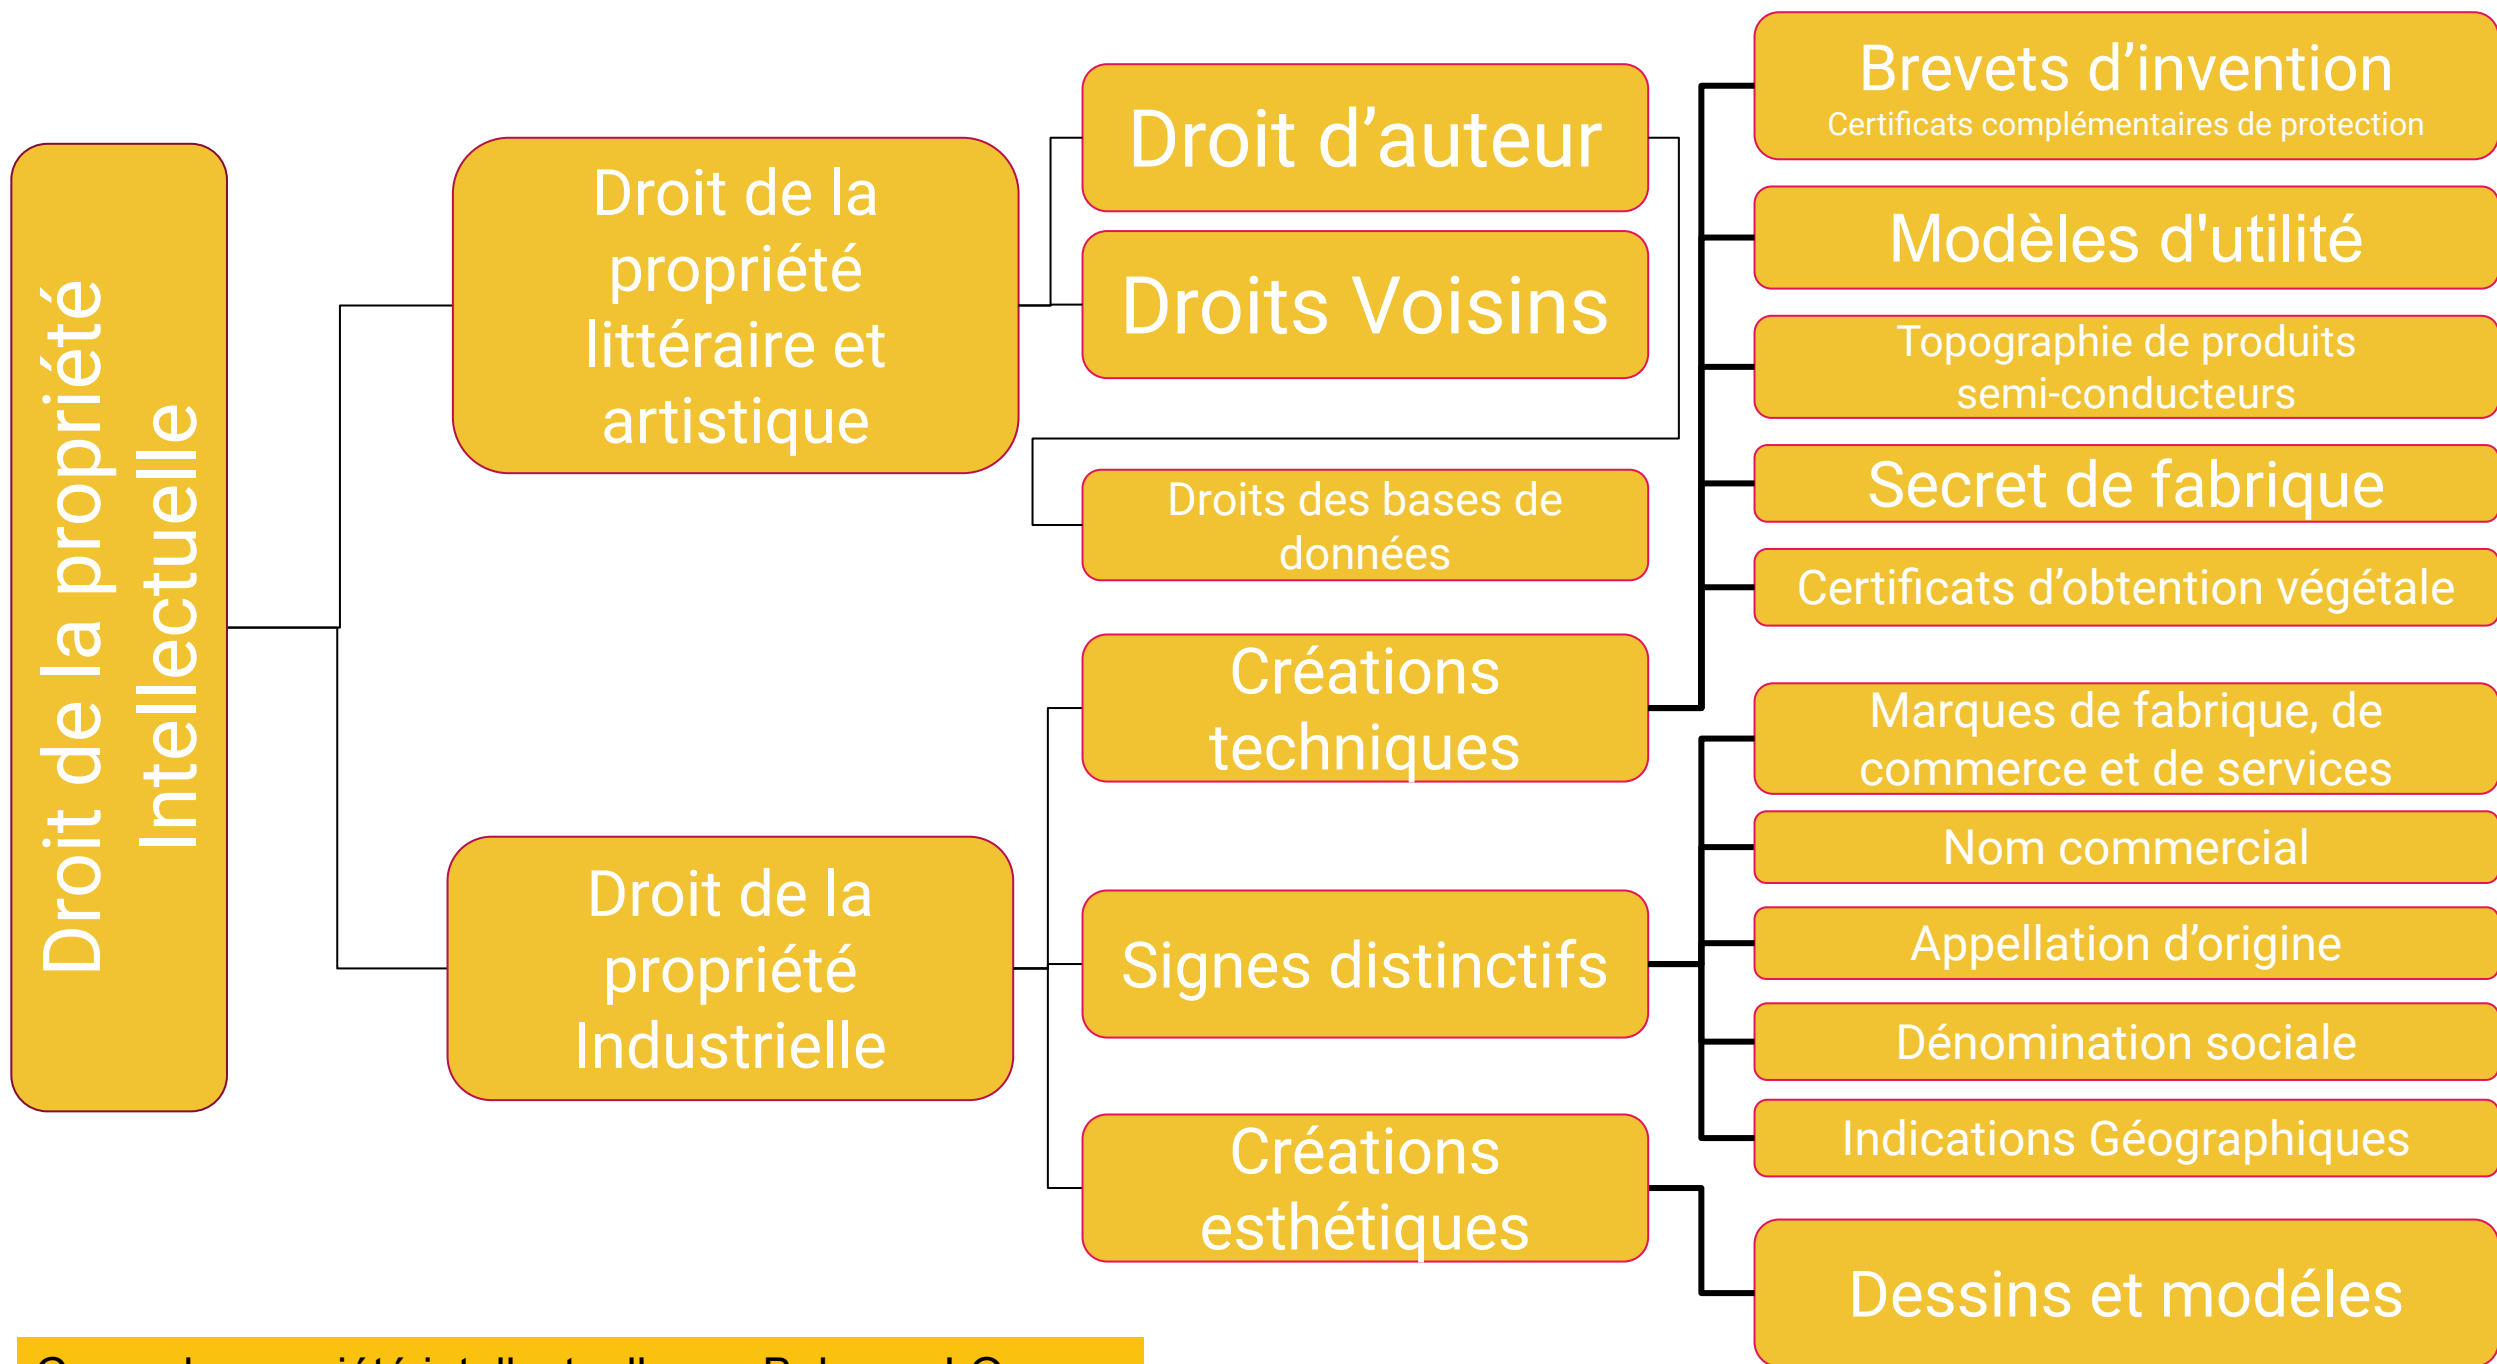 Droit de la propriété
Intellectuelle
Droit de la
propriété
littéraire et
artistique
Droit de la
propriété
Industrielle
Droit d’auteur
Droits Voisins
Droits des bases de
données
Créations
techniques
Signes distinctifs
Créations
esthétiques
Brevets d’invention
Certificats complémentaires de protection
Modèles d'utilité
Topographie de produits
semi-conducteurs
Secret de fabrique
Certificats d’obtention végétale
Marques de fabrique, de
commerce et de services
Nom commercial
Appellation d’origine
Dénomination sociale
Indications Géographiques
Dessins et modéles
propriété intellectuelle